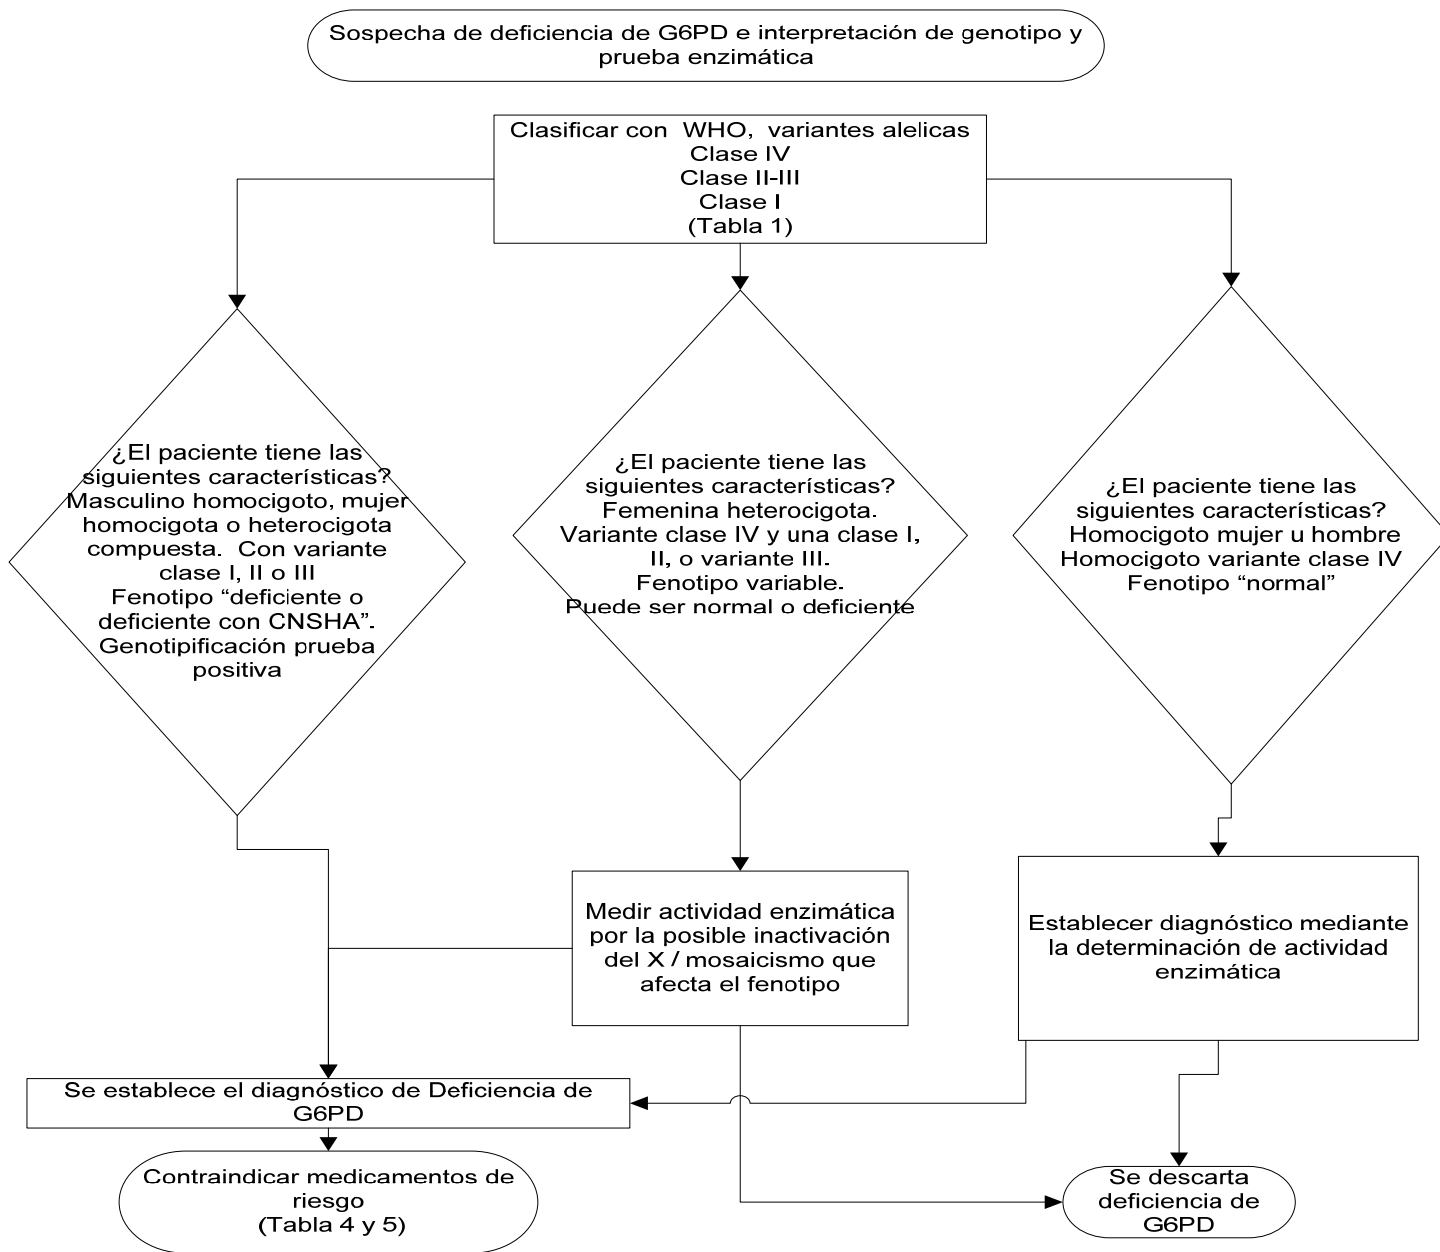 Sospecha de deficiencia de G6PD e interpretación de genotipo y
prueba enzimática
Clasificar con WHO, variantes alelicas
Clase IV
Clase II-III
Clase I
(Tabla 1)
¿El paciente tiene las
siguientes características?
Masculino homocigoto, mujer
homocigota o heterocigota
compuesta. Con variante
clase I, II o III
Fenotipo “deficiente o
deficiente con CNSHA”.
Genotipificación prueba
positiva
¿El paciente tiene las
siguientes características?
Femenina heterocigota.
Variante clase IV y una clase I,
II, o variante III.
Fenotipo variable.
Puede ser normal o deficiente
¿El paciente tiene las
siguientes características?
Homocigoto mujer u hombre
Homocigoto variante clase IV
Fenotipo “normal”
Medir actividad enzimática
por la posible inactivación
del X / mosaicismo que
afecta el fenotipo
Establecer diagnóstico mediante
la determinación de actividad
enzimática
Se establece el diagnóstico de Deficiencia de
G6PD
Contraindicar medicamentos de
riesgo
(Tabla 4 y 5)
Se descarta
deficiencia de
G6PD